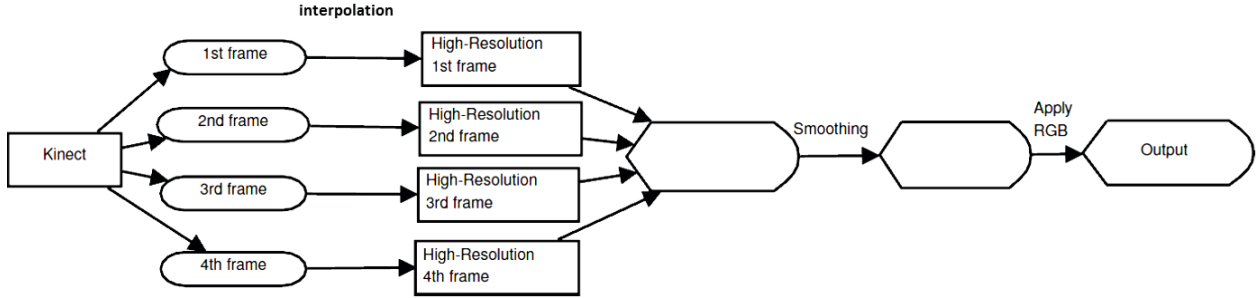 interpolation
Kinect
1st frame
2nd frame
3rd frame
4th frame
High-Resolution
1st frame
High-Resolution
2nd frame
High-Resolution
3rd frame
High-Resolution
4th frame
Smoothing
Apply
RGB
Output